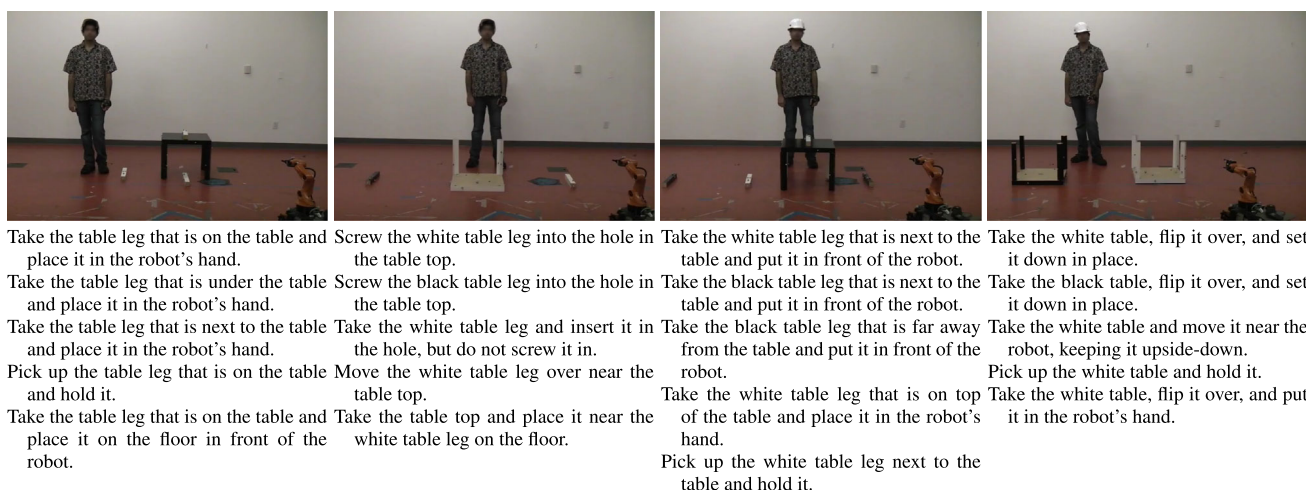 Take the table leg that is on the table and
place it in the robot's hand.
Take the table leg that is under the table
and place it in the robot's hand.
Take the table leg that is next to the table
and place it in the robot's hand.
Pick up the table leg that is on the table
and hold it.
Take the table leg that is on the table and
place it on the floor in front of the
robot.
Screw the white table leg into the hole in
the table top.
Screw the black table leg into the hole in
the table top.
Take the white table leg and insert it in
the hole, but do not screw it in.
Move the white table leg over near the
table top.
Take the table top and place it near the
white table leg on the floor.
Take the white table leg that is next to the
table and put it in front of the robot.
Take the black table leg that is next to the
table and put it in front of the robot.
Take the black table leg that is far away
from the table and put it in front of the
robot.
Take the white table leg that is on top
of the table and place it in the robot's
hand.
Pick up the white table leg next to the
table and hold it.
Take the white table, flip it over, and set
it down in place.
Take the black table, flip it over, and set
it down in place.
Take the white table and move it near the
robot, keeping it upside-down.
Pick up the white table and hold it.
Take the white table, flip it over, and put
it in the robot's hand.